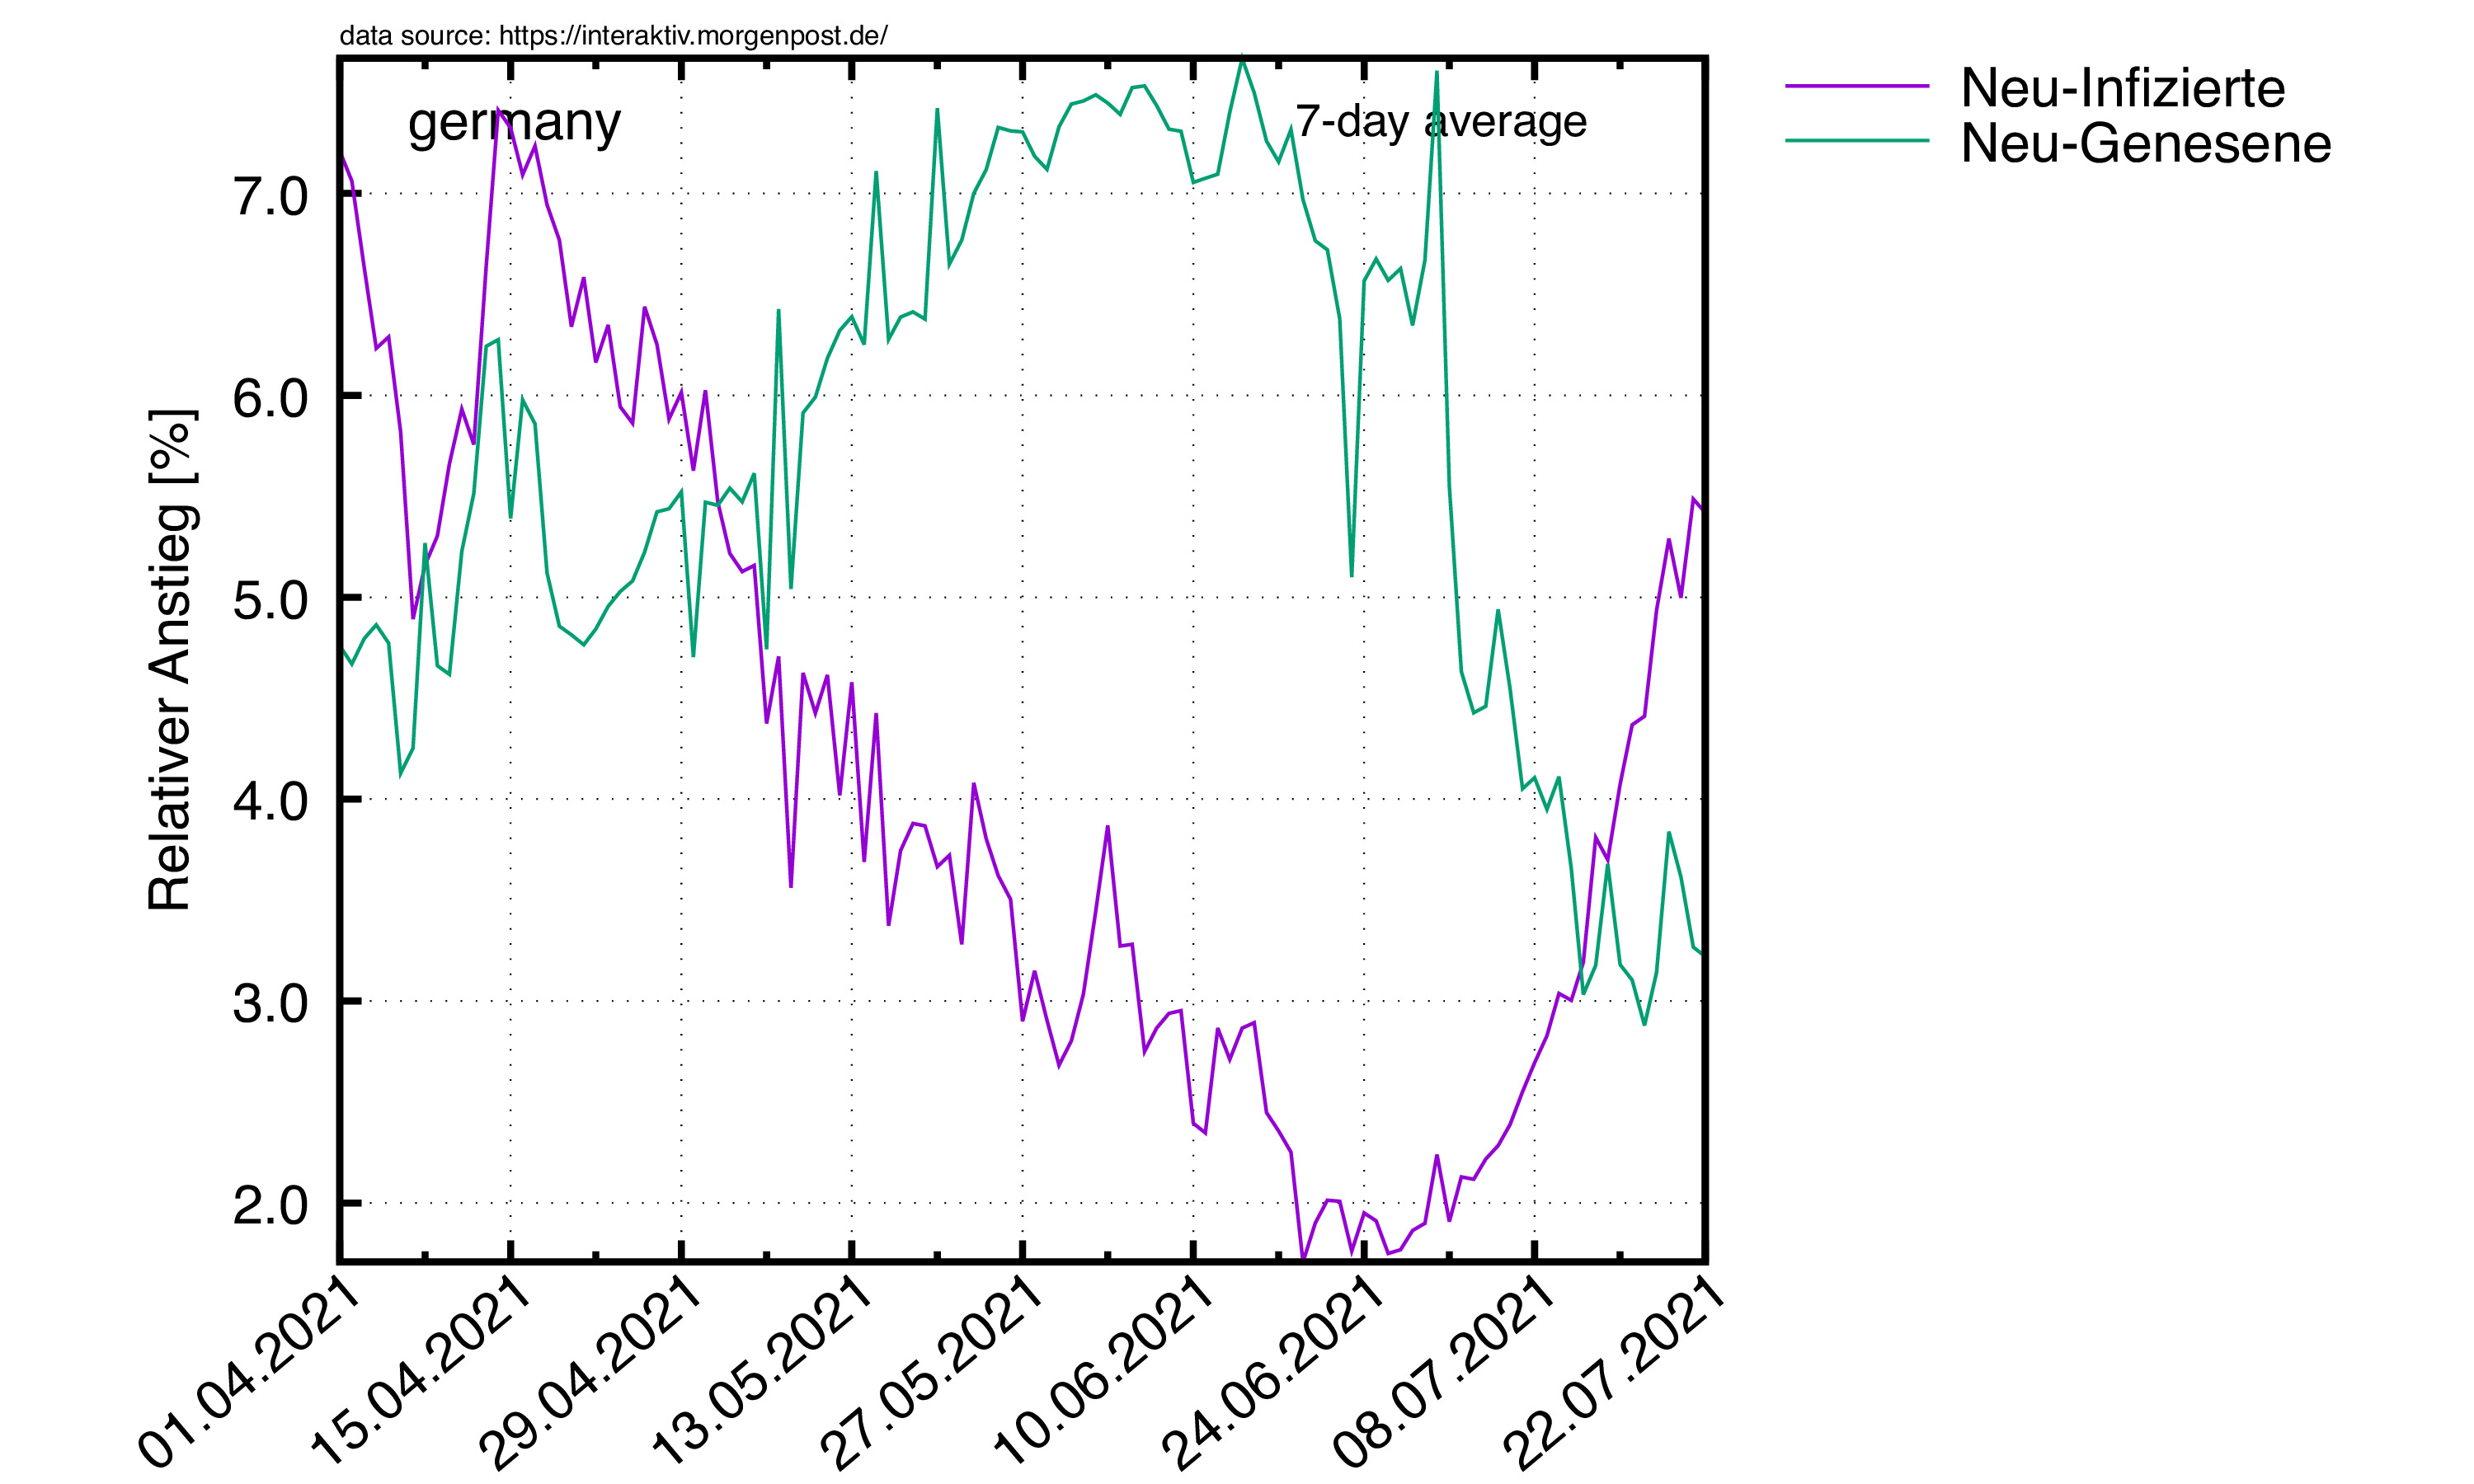 data source: https://interaktiv.morgenpost.de/
germany
7-day average
Neu-Infizierte
Neu-Genesene
Relativer Anstieg [%]
7.0
6.0
5.0
4.0
3.0
2.0
01.04.2021
15.04.2021
29.04.2021
13.05.2021
27.05.2021
10.06.2021
24.06.2021
08.07.2021
22.07.2021